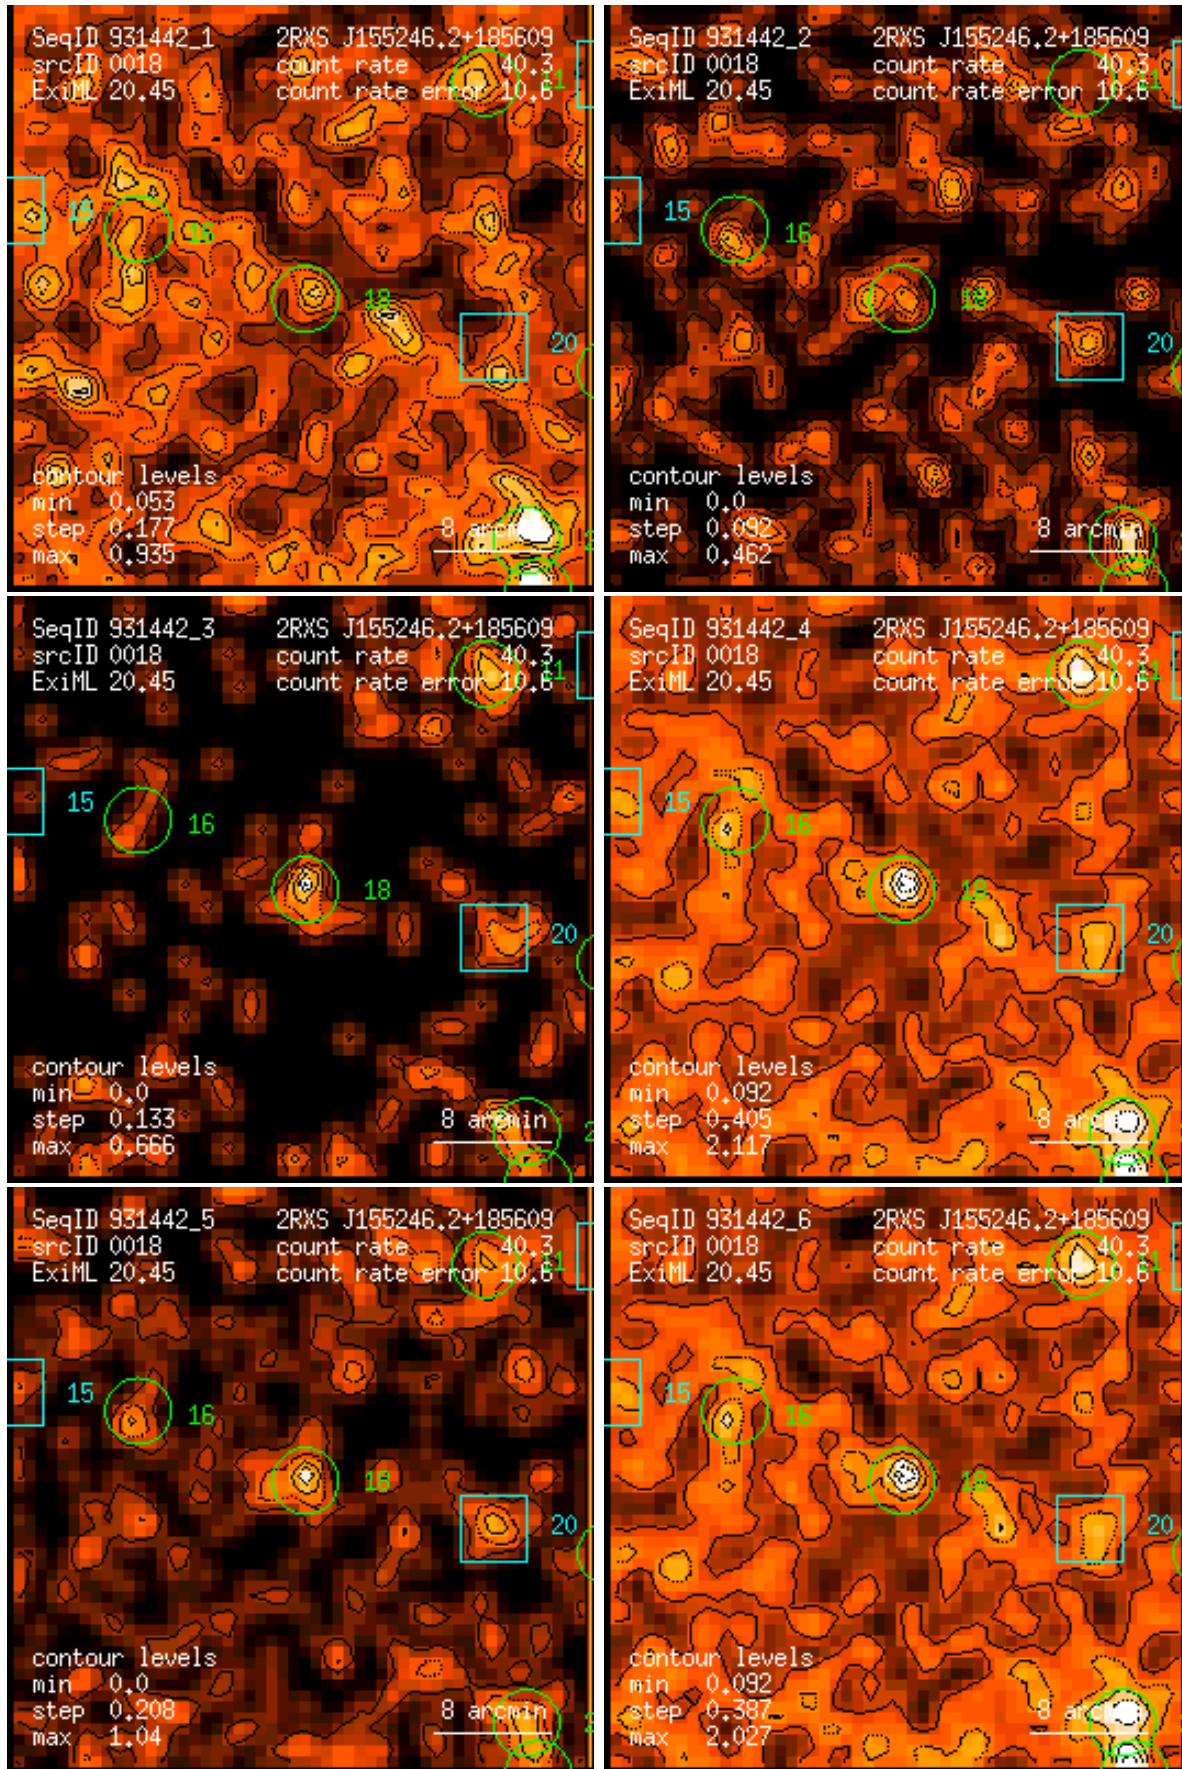 SeqID 931442_1 2RXS J155246.2+185609
srcID 0018 count rate 40.3
ExiML 20.45 count rate error 10.6
15
16
18
20
contour levels
min 0.053
step 0.177 8 arcmin
max 0.935
SeqID 931442_2 2RXS J155246.2+185609
srcID 0018 count rate 40.3
ExiML 20.45 count rate error 10.6
15
16
18
20
contour levels
min 0.0
step 0.092 8 arcmin
max 0.462
SeqID 931442_3 2RXS J155246.2+185609
srcID 0018 count rate 40.3
ExiML 20.45 count rate error 10.6
15
16
18
20
contour levels
min 0.0
step 0.133 8 arcmin
max 0.666
SeqID 931442_4 2RXS J155246.2+185609
srcID 0018 count rate 40.3
ExiML 20.45 count rate error 10.6
15
16
18
20
contour levels
min 0.092
step 0.405 8 arcmin
max 2.117
SeqID 931442_5 2RXS J155246.2+185609
srcID 0018 count rate 40.3
ExiML 20.45 count rate error 10.6
15
16
18
20
contour levels
min 0.0
step 0.208 8 arcmin
max 1.04
SeqID 931442_6 2RXS J155246.2+185609
srcID 0018 count rate 40.3
ExiML 20.45 count rate error 10.6
15
16
18
20
contour levels
min 0.092
step 0.387 8 arcmin
max 2.027